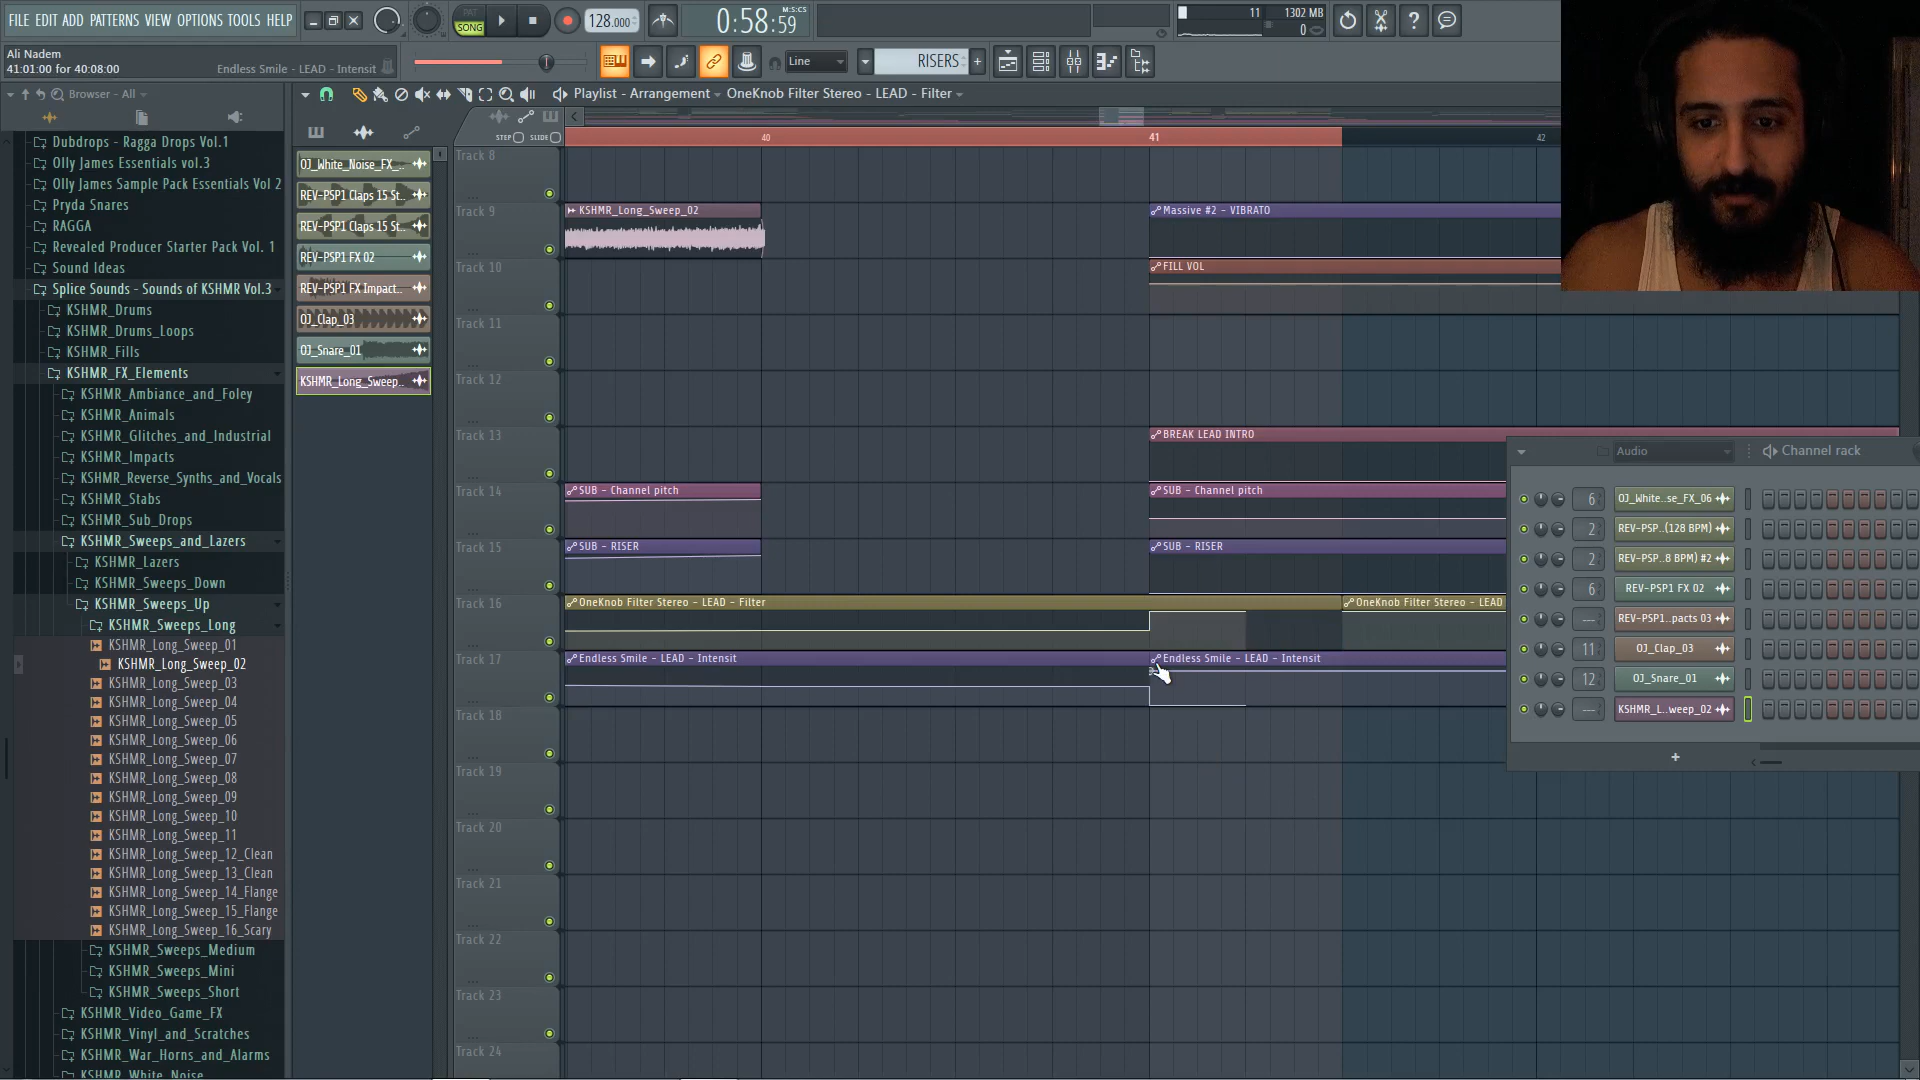 FILE EDIT ADD PATTERNS VIEW OPTIONS TOOLS HELP
PAT
SONG
128.000
0:58:59
M:S:CS
11
1302 MB
0
Ali Nadem
41:01:00 for 40:08:00
Endless Smile - LEAD - Intensit
Line
RISERS
+
Browser - All
Playlist - Arrangement
OneKnob Filter Stereo - LEAD - Filter
STEP
SLIDE
40
41
42
Dubdrops - Ragga Drops Vol.1
Olly James Essentials vol.3
Olly James Sample Pack Essentials Vol 2
Pryda Snares
RAGGA
Revealed Producer Starter Pack Vol. 1
Sound Ideas
Splice Sounds - Sounds of KSHMR Vol.3
KSHMR_Drums
KSHMR_Drums_Loops
KSHMR_Fills
KSHMR_FX_Elements
KSHMR_Ambiance_and_Foley
KSHMR_Animals
KSHMR_Glitches_and_Industrial
KSHMR_Impacts
KSHMR_Reverse_Synths_and_Vocals
KSHMR_Stabs
KSHMR_Sub_Drops
KSHMR_Sweeps_and_Lazers
KSHMR_Lazers
KSHMR_Sweeps_Down
KSHMR_Sweeps_Up
KSHMR_Sweeps_Long
KSHMR_Long_Sweep_01
KSHMR_Long_Sweep_02
KSHMR_Long_Sweep_03
KSHMR_Long_Sweep_04
KSHMR_Long_Sweep_05
KSHMR_Long_Sweep_06
KSHMR_Long_Sweep_07
KSHMR_Long_Sweep_08
KSHMR_Long_Sweep_09
KSHMR_Long_Sweep_10
KSHMR_Long_Sweep_11
KSHMR_Long_Sweep_12_Clean
KSHMR_Long_Sweep_13_Clean
KSHMR_Long_Sweep_14_Flange
KSHMR_Long_Sweep_15_Flange
KSHMR_Long_Sweep_16_Scary
KSHMR_Sweeps_Medium
KSHMR_Sweeps_Mini
KSHMR_Sweeps_Short
KSHMR_Video_Game_FX
KSHMR_Vinyl_and_Scratches
KSHMR_War_Horns_and_Alarms
KSHMR_White_Noise
OJ_White_Noise_FX_..
REV-PSP1 Claps 15 St..
REV-PSP1 Claps 15 St..
REV-PSP1 FX 02
REV-PSP1 FX Impact..
OJ_Clap_03
OJ_Snare_01
KSHMR_Long_Sweep..
Track 8
Track 9
KSHMR_Long_Sweep_02
Massive #2 - VIBRATO
Track 10
FILL VOL
Track 11
Track 12
Track 13
BREAK LEAD INTRO
Track 14
SUB - Channel pitch
SUB - Channel pitch
Track 15
SUB - RISER
SUB - RISER
Track 16
OneKnob Filter Stereo - LEAD - Filter
OneKnob Filter Stereo - LEAD
Track 17
Endless Smile - LEAD - Intensit
Endless Smile - LEAD - Intensit
Track 18
Track 19
Track 20
Track 21
Track 22
Track 23
Track 24
Audio
Channel rack
6
OJ_White..se_FX_06
2
REV-PSP..(128 BPM)
2
REV-PSP..8 BPM) #2
6
REV-PSP1 FX 02
---
REV-PSP1..pacts 03
11
OJ_Clap_03
12
OJ_Snare_01
---
KSHMR_L..weep_02
+